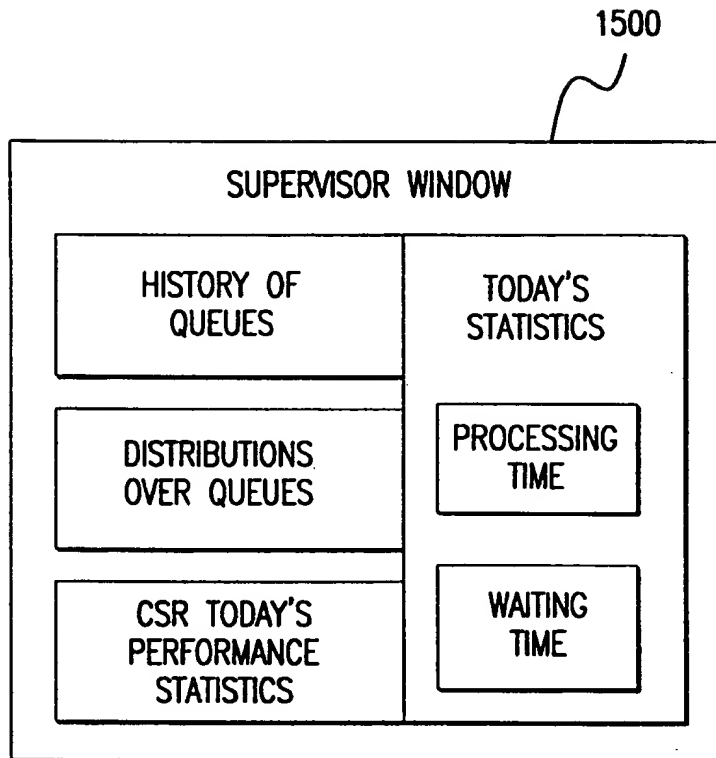 1500
SUPERVISOR WINDOW
HISTORY OF
QUEUES
DISTRIBUTIONS
OVER QUEUES
CSR TODAY'S
PERFORMANCE
STATISTICS
TODAY'S
STATISTICS
PROCESSING
TIME
WAITING
TIME